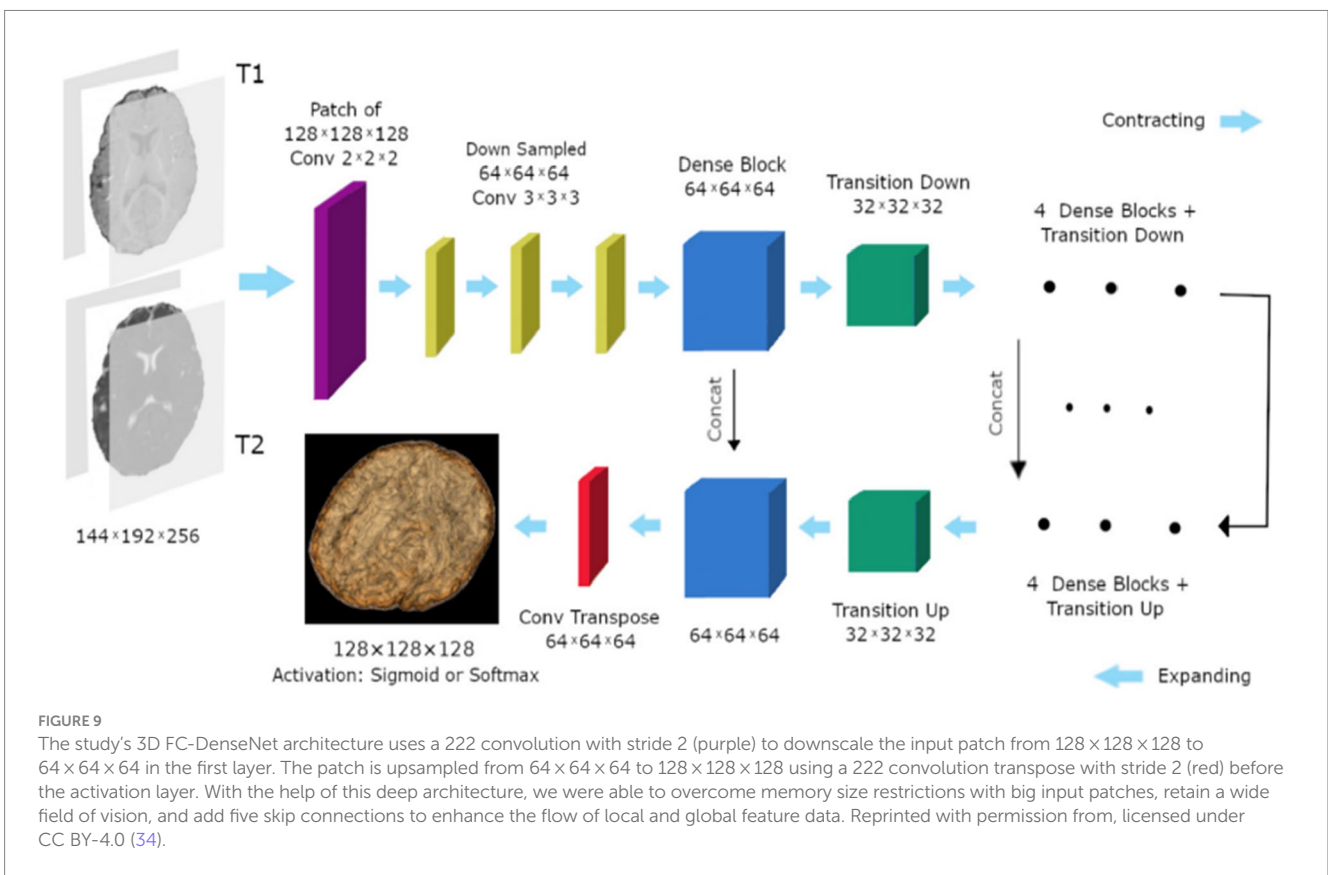 T1
Patch of
128×128×128
Conv 2×2×2
Down Sampled
64×64×64
Conv 3×3×3
Dense Block
64×64×64
Transition Down
32×32×32
Contracting
4 Dense Blocks +
Transition Down
T2
144×192×256
Concat
Concat
128×128×128
Activation: Sigmoid or Softmax
Conv Transpose
64×64×64
64×64×64
Transition Up
32×32×32
4 Dense Blocks +
Transition Up
Expanding
FIGURE 9
The study's 3D FC-DenseNet architecture uses a 222 convolution with stride 2 (purple) to downscale the input patch from 128 × 128 × 128 to
64 × 64 × 64 in the first layer. The patch is upsampled from 64 × 64 × 64 to 128 × 128 × 128 using a 222 convolution transpose with stride 2 (red) before
the activation layer. With the help of this deep architecture, we were able to overcome memory size restrictions with big input patches, retain a wide
field of vision, and add five skip connections to enhance the flow of local and global feature data. Reprinted with permission from, licensed under
CC BY-4.0 (34).